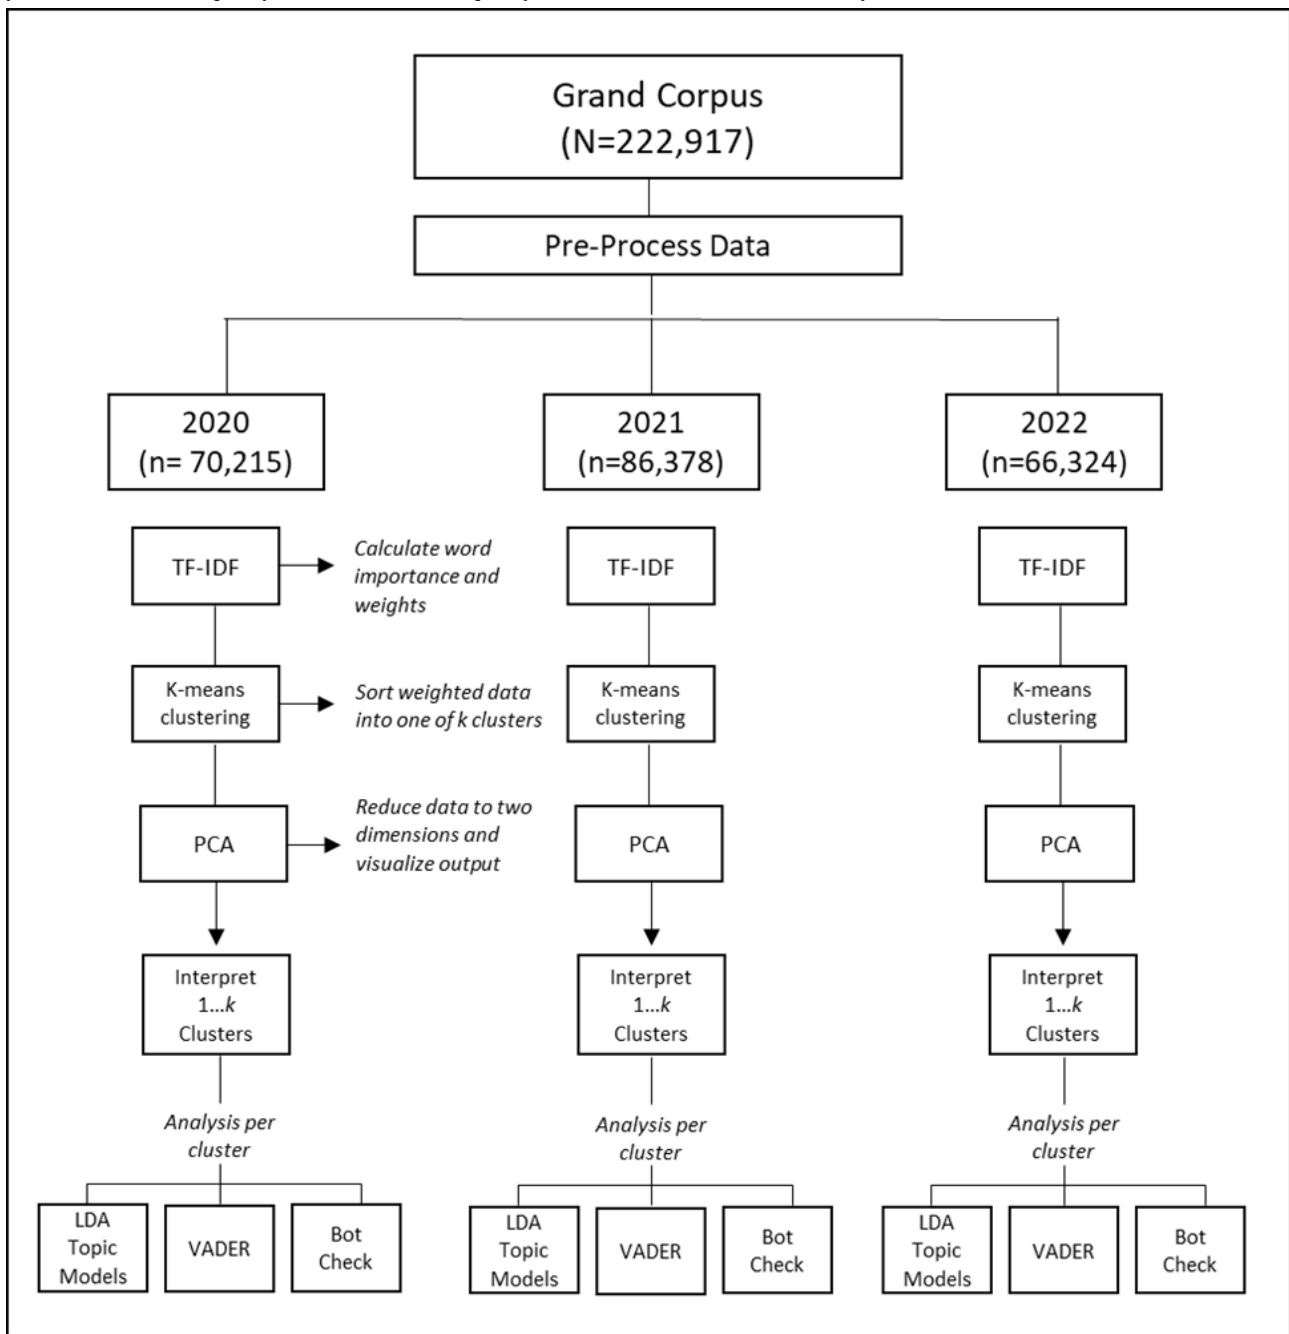 Grand Corpus
(N=222,917)
Pre-Process Data
2020
(n= 70,215)
2021
(n=86,378)
2022
(n=66,324)
TF-IDF
Calculate word
importance and
weights
TF-IDF
TF-IDF
K-means
clustering
Sort weighted data
into one of k clusters
K-means
clustering
K-means
clustering
PCA
Reduce data to two
dimensions and
visualize output
PCA
PCA
Interpret
1...k
Clusters
Interpret
1...k
Clusters
Interpret
1...k
Clusters
Analysis per
cluster
Analysis per
cluster
Analysis per
cluster
LDA
Topic
Models
VADER
Bot
Check
LDA
Topic
Models
VADER
Bot
Check
LDA
Topic
Models
VADER
Bot
Check